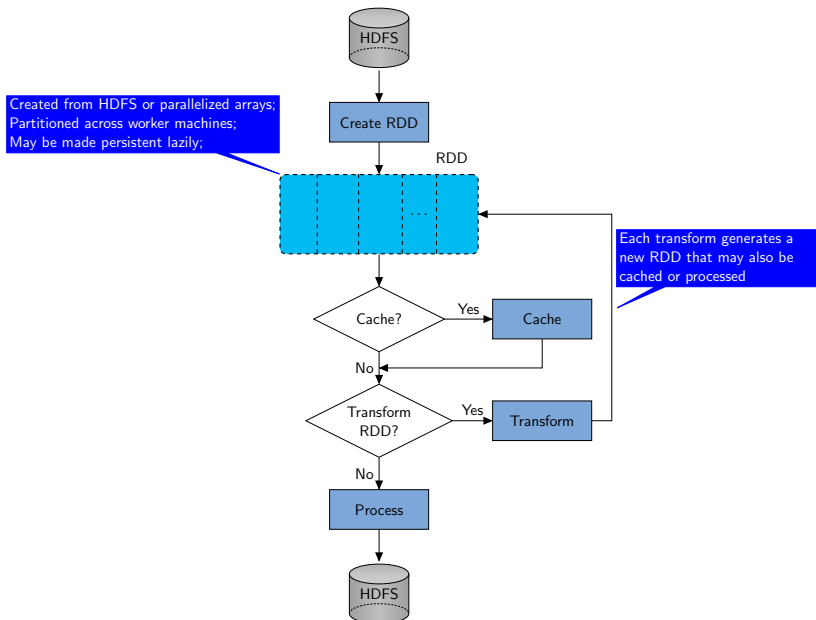 HDFS
Created from HDFS or parallelized arrays;
Partitioned across worker machines;
May be made persistent lazily;
Create RDD
RDD
. . .
Each transform generates a
new RDD that may also be
cached or processed
Cache?
Yes
Cache
No
Transform
RDD?
Yes
Transform
No
Process
HDFS